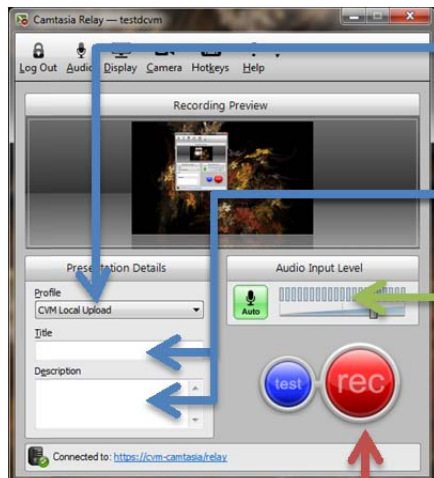 Camtasia Relay — testdcvm
Log Out Audio Display Camera Hotkeys Help
Recording Preview
Presentation Details
Audio Input Level
Profile
CVM Local Upload
Auto
Title
Description
test
rec
Connected to: https://cvm-camtasia/relay